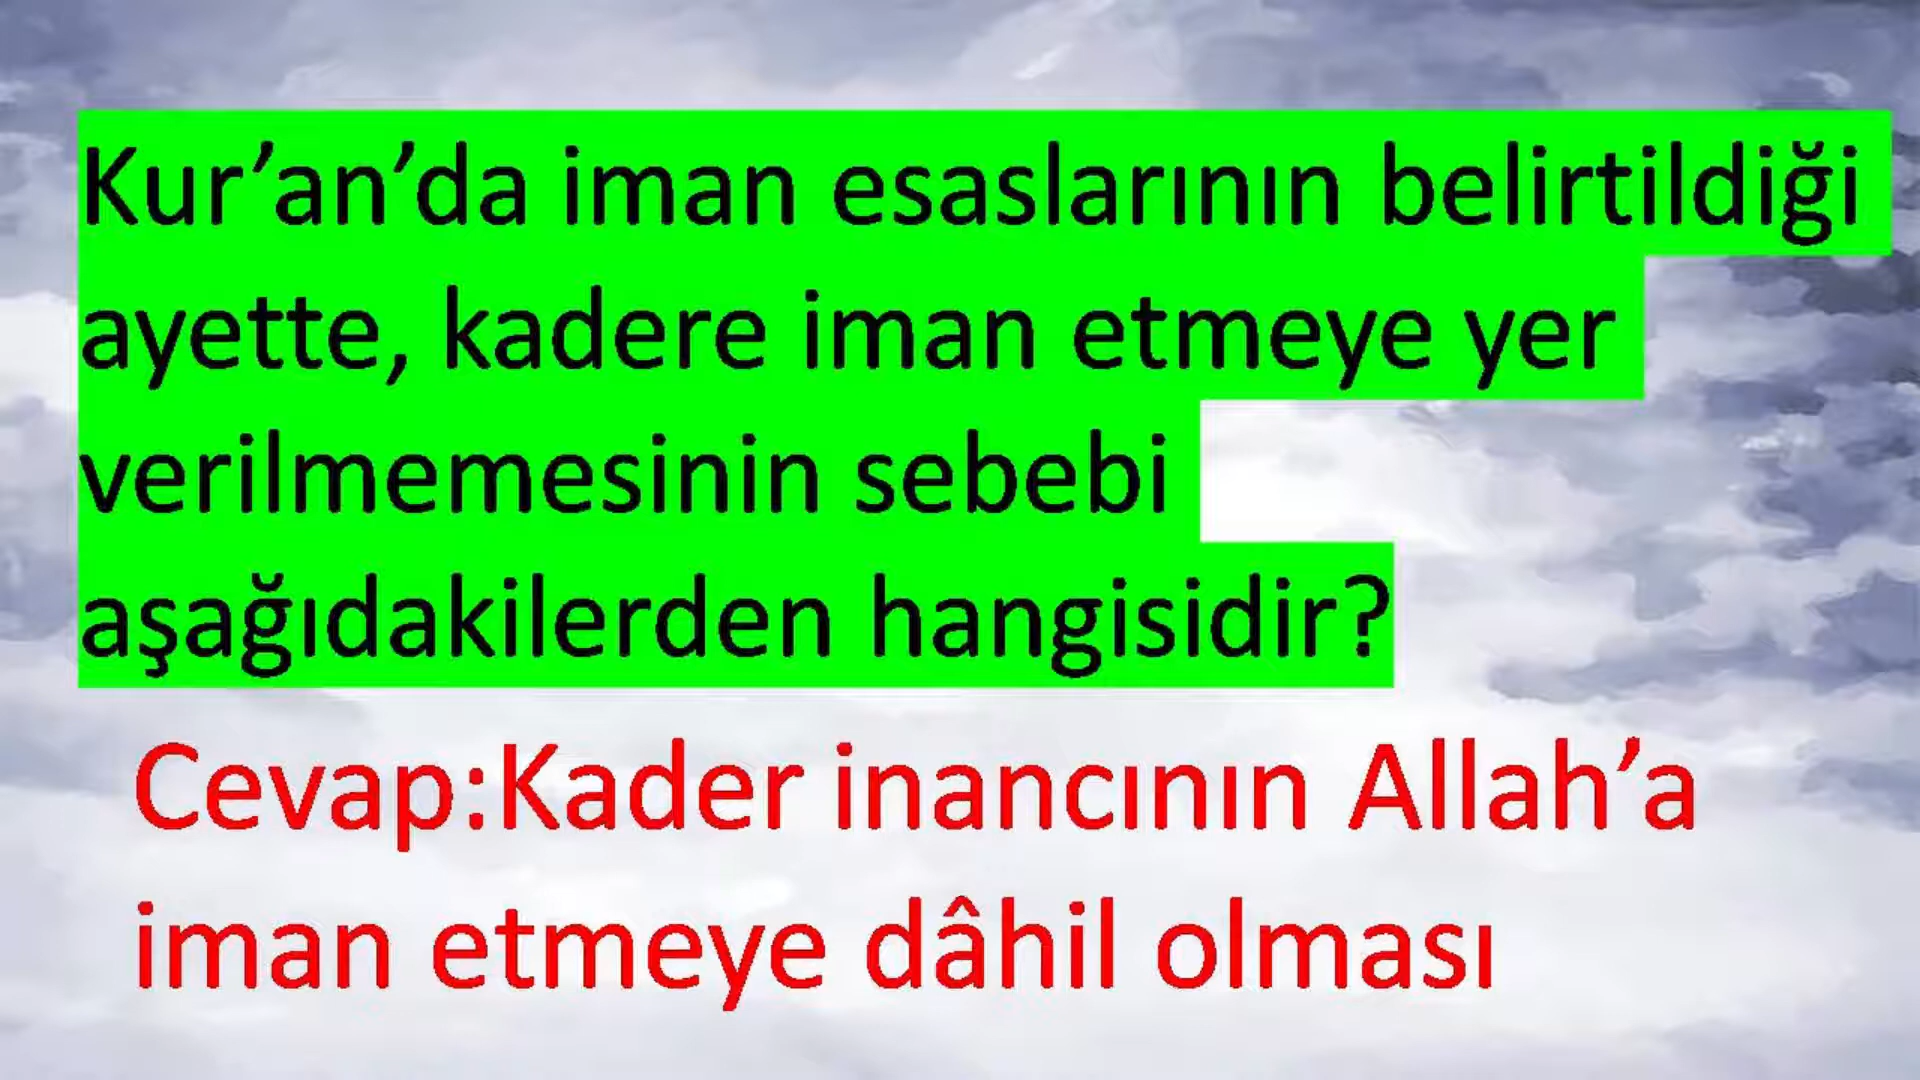 Kur’an’da iman esaslarının belirtildiği
ayette, kadere iman etmeye yer
verilmemesinin sebebi
aşağıdakilerden hangisidir?
Cevap:Kader inancının Allah’a
iman etmeye dâhil olması